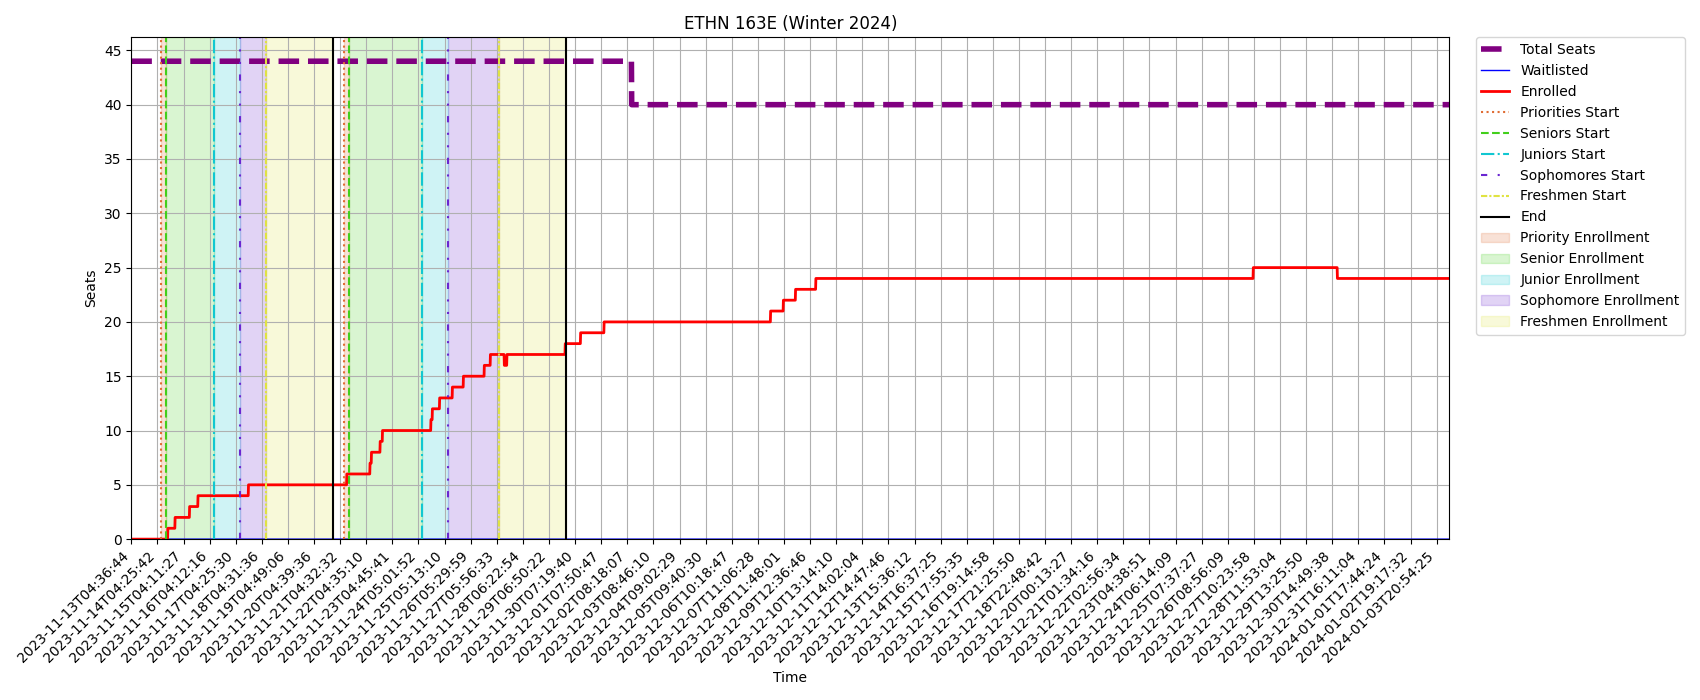 ETHN 163E (Winter 2024)
45
40
35
30
25
20
15
10
5
0
Seats
2023-11-13T04:36:44
2023-11-14T04:25:42
2023-11-15T04:11:27
2023-11-16T04:12:16
2023-11-17T04:25:30
2023-11-18T04:31:36
2023-11-19T04:49:06
2023-11-20T04:39:36
2023-11-21T04:32:32
2023-11-22T04:35:10
2023-11-23T04:45:41
2023-11-24T05:01:52
2023-11-25T05:13:10
2023-11-26T05:29:59
2023-11-27T05:56:33
2023-11-28T06:22:54
2023-11-29T06:50:22
2023-11-30T07:19:40
2023-12-01T07:50:47
2023-12-02T08:18:07
2023-12-03T08:46:10
2023-12-04T09:02:29
2023-12-05T09:40:30
2023-12-06T10:18:47
2023-12-07T11:06:28
2023-12-08T11:48:01
2023-12-09T12:36:46
2023-12-10T13:14:10
2023-12-11T14:02:04
2023-12-12T14:47:46
2023-12-13T15:36:12
2023-12-14T16:37:25
2023-12-15T17:55:35
2023-12-16T19:14:58
2023-12-17T21:25:50
2023-12-18T22:48:42
2023-12-20T00:13:27
2023-12-21T01:34:16
2023-12-22T02:56:34
2023-12-23T04:38:51
2023-12-24T06:14:09
2023-12-25T07:37:27
2023-12-26T08:56:09
2023-12-27T10:23:58
2023-12-28T11:53:04
2023-12-29T13:25:50
2023-12-30T14:49:38
2023-12-31T16:11:04
2024-01-01T17:44:24
2024-01-02T19:17:32
2024-01-03T20:54:25
Time
Total Seats
Waitlisted
Enrolled
Priorities Start
Seniors Start
Juniors Start
Sophomores Start
Freshmen Start
End
Priority Enrollment
Senior Enrollment
Junior Enrollment
Sophomore Enrollment
Freshmen Enrollment